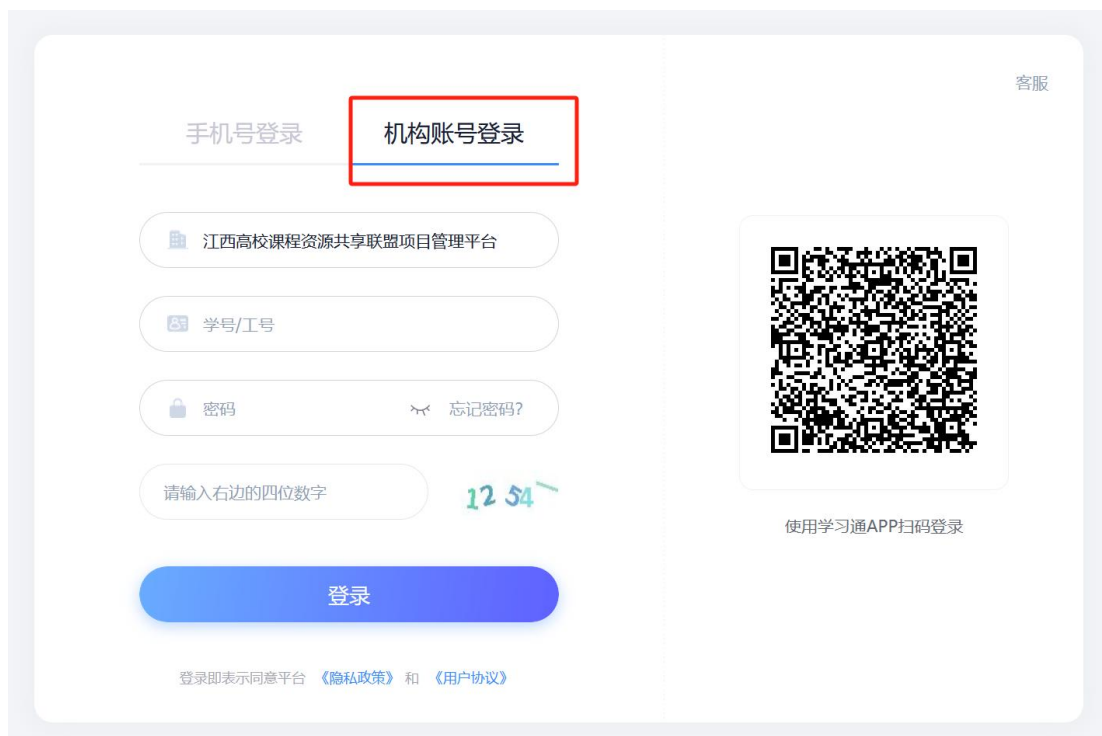 客服
手机号登录 机构账号登录
江西高校课程资源共享联盟项目管理平台
学号/工号
密码 忘记密码?
请输入右边的四位数字 1254
登录
登录即表示同意平台 《隐私政策》 和 《用户协议》
使用学习通APP扫码登录